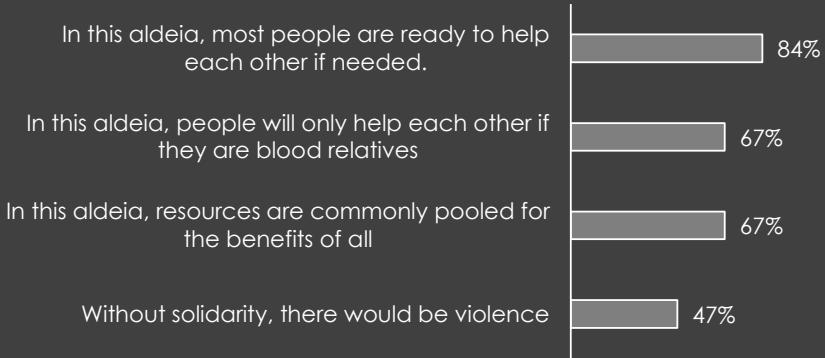 In this aldeia, most people are ready to help
each other if needed.
84%
In this aldeia, people will only help each other if
they are blood relatives
67%
In this aldeia, resources are commonly pooled for
the benefits of all
67%
Without solidarity, there would be violence
47%